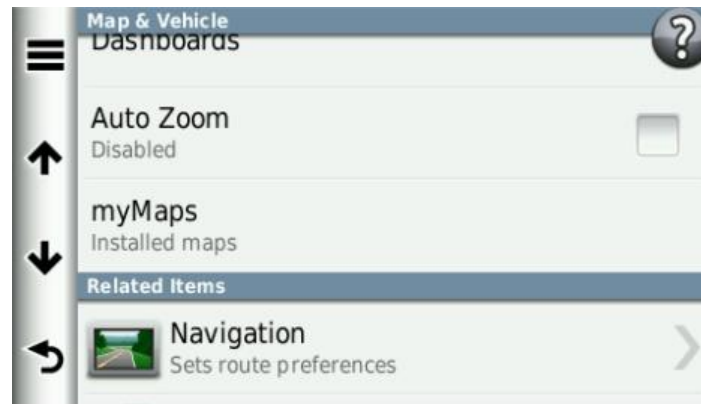 Map & Vehicle
Dashboards
?
Auto Zoom
Disabled
myMaps
Installed maps
Related Items
Navigation
Sets route preferences